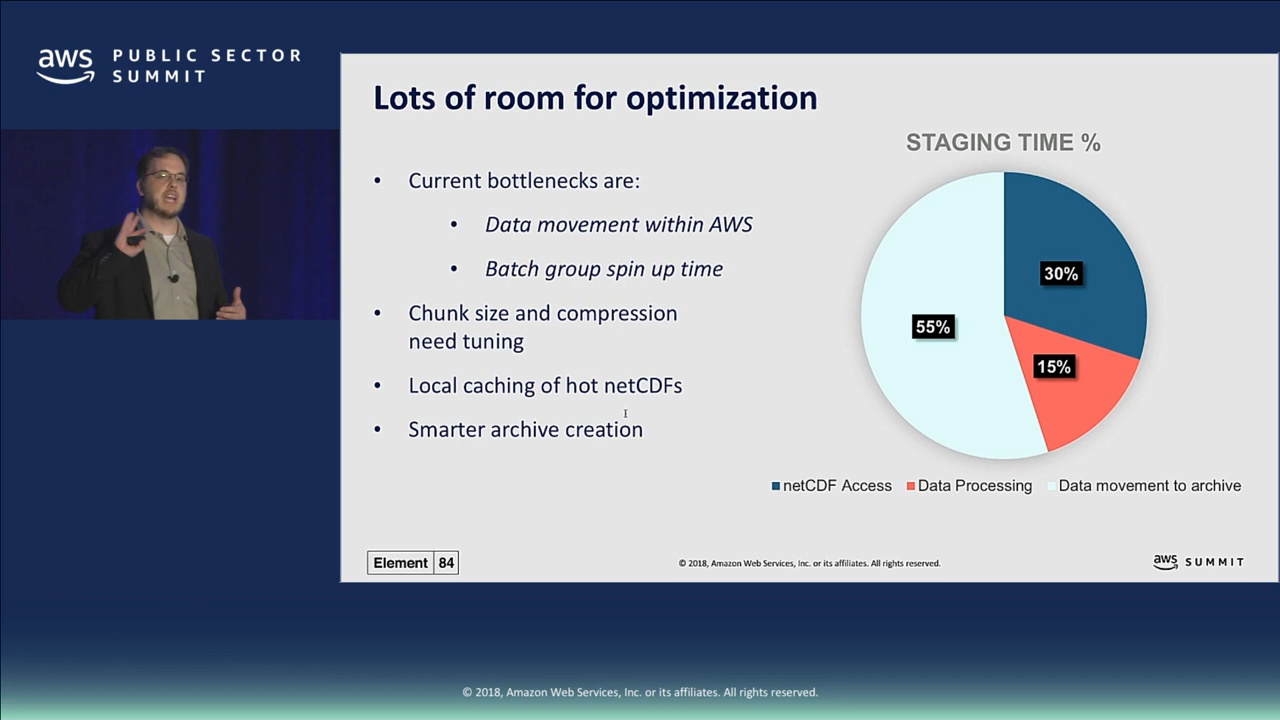 aws PUBLIC SECTOR
SUMMIT
Lots of room for optimization
• Current bottlenecks are:
• Data movement within AWS
• Batch group spin up time
• Chunk size and compression
need tuning
• Local caching of hot netCDFs
• Smarter archive creation
STAGING TIME %
30%
55%
15%
netCDF Access Data Processing Data movement to archive
Element 84
© 2018, Amazon Web Services, Inc. or its affiliates. All rights reserved.
aws SUMMIT
© 2018, Amazon Web Services, Inc. or its affiliates. All rights reserved.